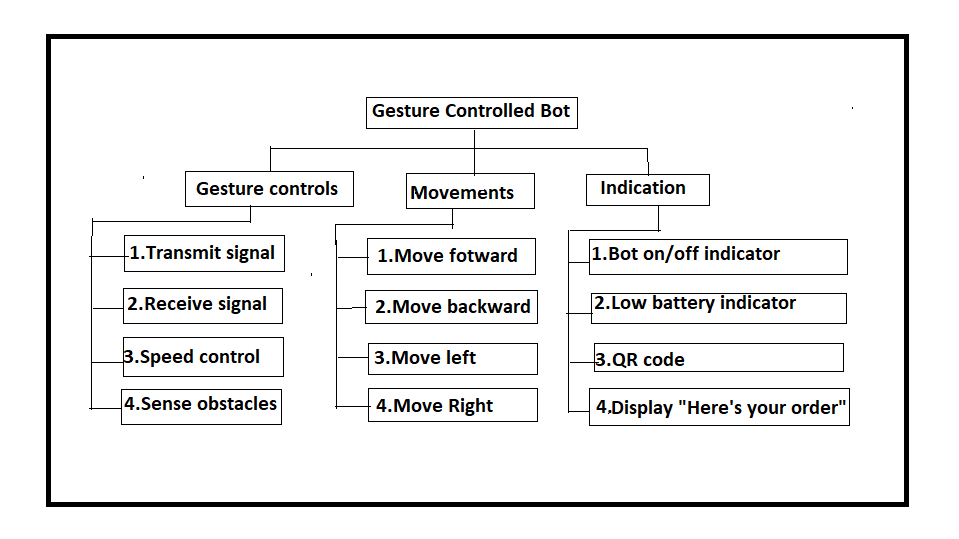 Gesture Controlled Bot
Gesture controls
1.Transmit signal
2.Receive signal
3.Speed control
4.Sense obstacles
Movements
1.Move fotward
2.Move backward
3.Move left
4.Move Right
Indication
1.Bot on/off indicator
2.Low battery indicator
3.QR code
4.Display "Here's your order"